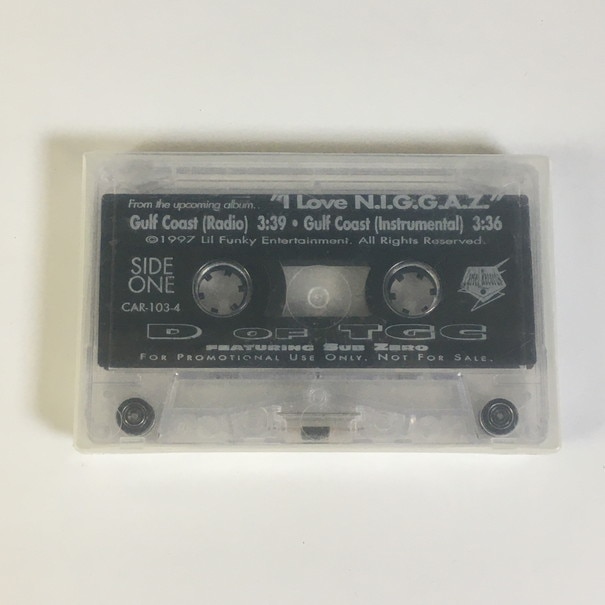 From the upcoming album.. "I Love N.I.G.G.A.Z."
Gulf Coast (Radio) 3:39 • Gulf Coast (Instrumental) 3:36
©1997 Lil Funky Entertainment. All Rights Reserved.
SIDE
ONE
CAR-103-4
D OF TGC
FEATURING SUB ZERO
FOR PROMOTIONAL USE ONLY. NOT FOR SALE.